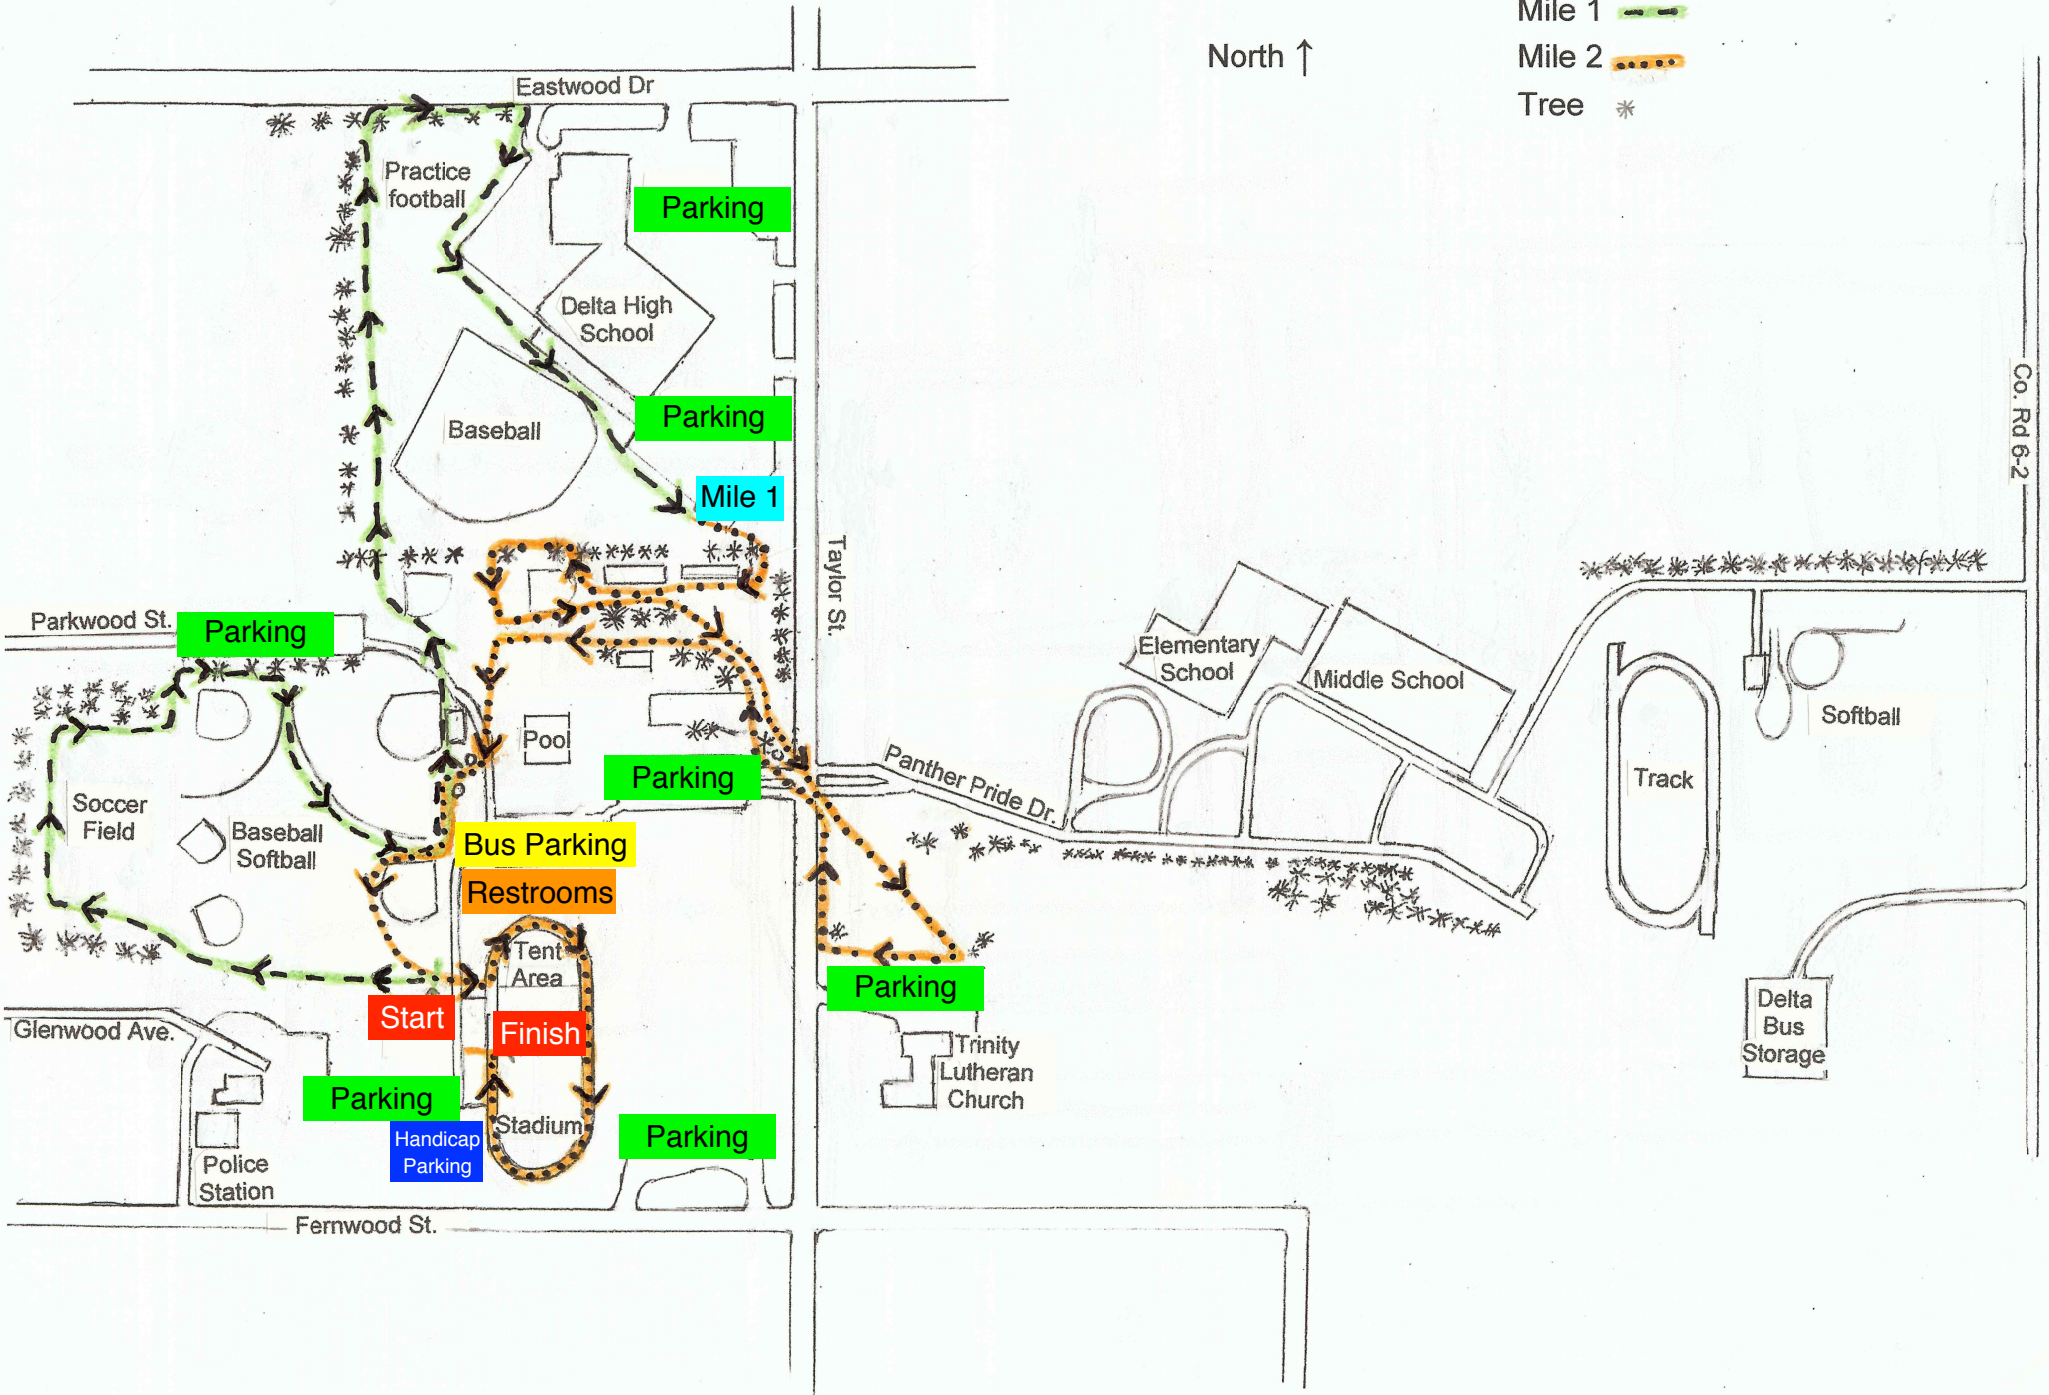 Mile 1
North ↑
Mile 2
Eastwood Dr
Tree
Practice
football
Parking
Delta High
School
Co. Rd 6-2
Parking
Baseball
Mile 1
Taylor St.
Parkwood St.
Parking
Elementary
School
Middle School
Softball
Pool
Parking
Panther Pride Dr.
Track
Soccer
Field
Baseball
Softball
Bus Parking
Restrooms
Tent
Area
Parking
Start
Finish
Glenwood Ave.
Delta
Bus
Storage
Trinity
Lutheran
Church
Parking
Stadium
Parking
Handicap
Parking
Police
Station
Fernwood St.